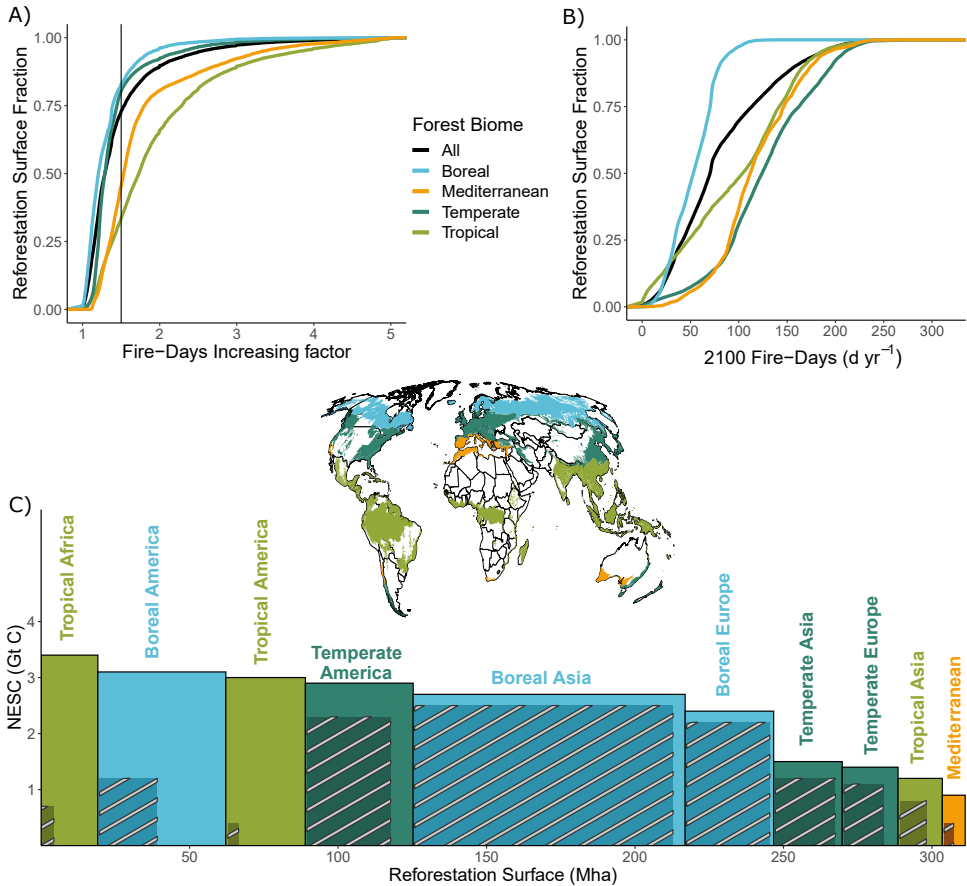 A)
B)
Reforestation Surface Fraction
1.00
0.75
0.50
0.25
0.00
1
2
3
4
5
Fire−Days Increasing factor
Forest Biome
All
Boreal
Mediterranean
Temperate
Tropical
Reforestation Surface Fraction
1.00
0.75
0.50
0.25
0.00
0
50
100
150
200
250
300
2100 Fire−Days (d yr⁻¹)
C)
NESC (Gt C)
4
3
2
1
Tropical Africa
Boreal America
Tropical America
Temperate
America
Boreal Asia
Boreal Europe
Temperate Asia
Temperate Europe
Tropical Asia
Mediterranean
50
100
150
200
250
300
Reforestation Surface (Mha)